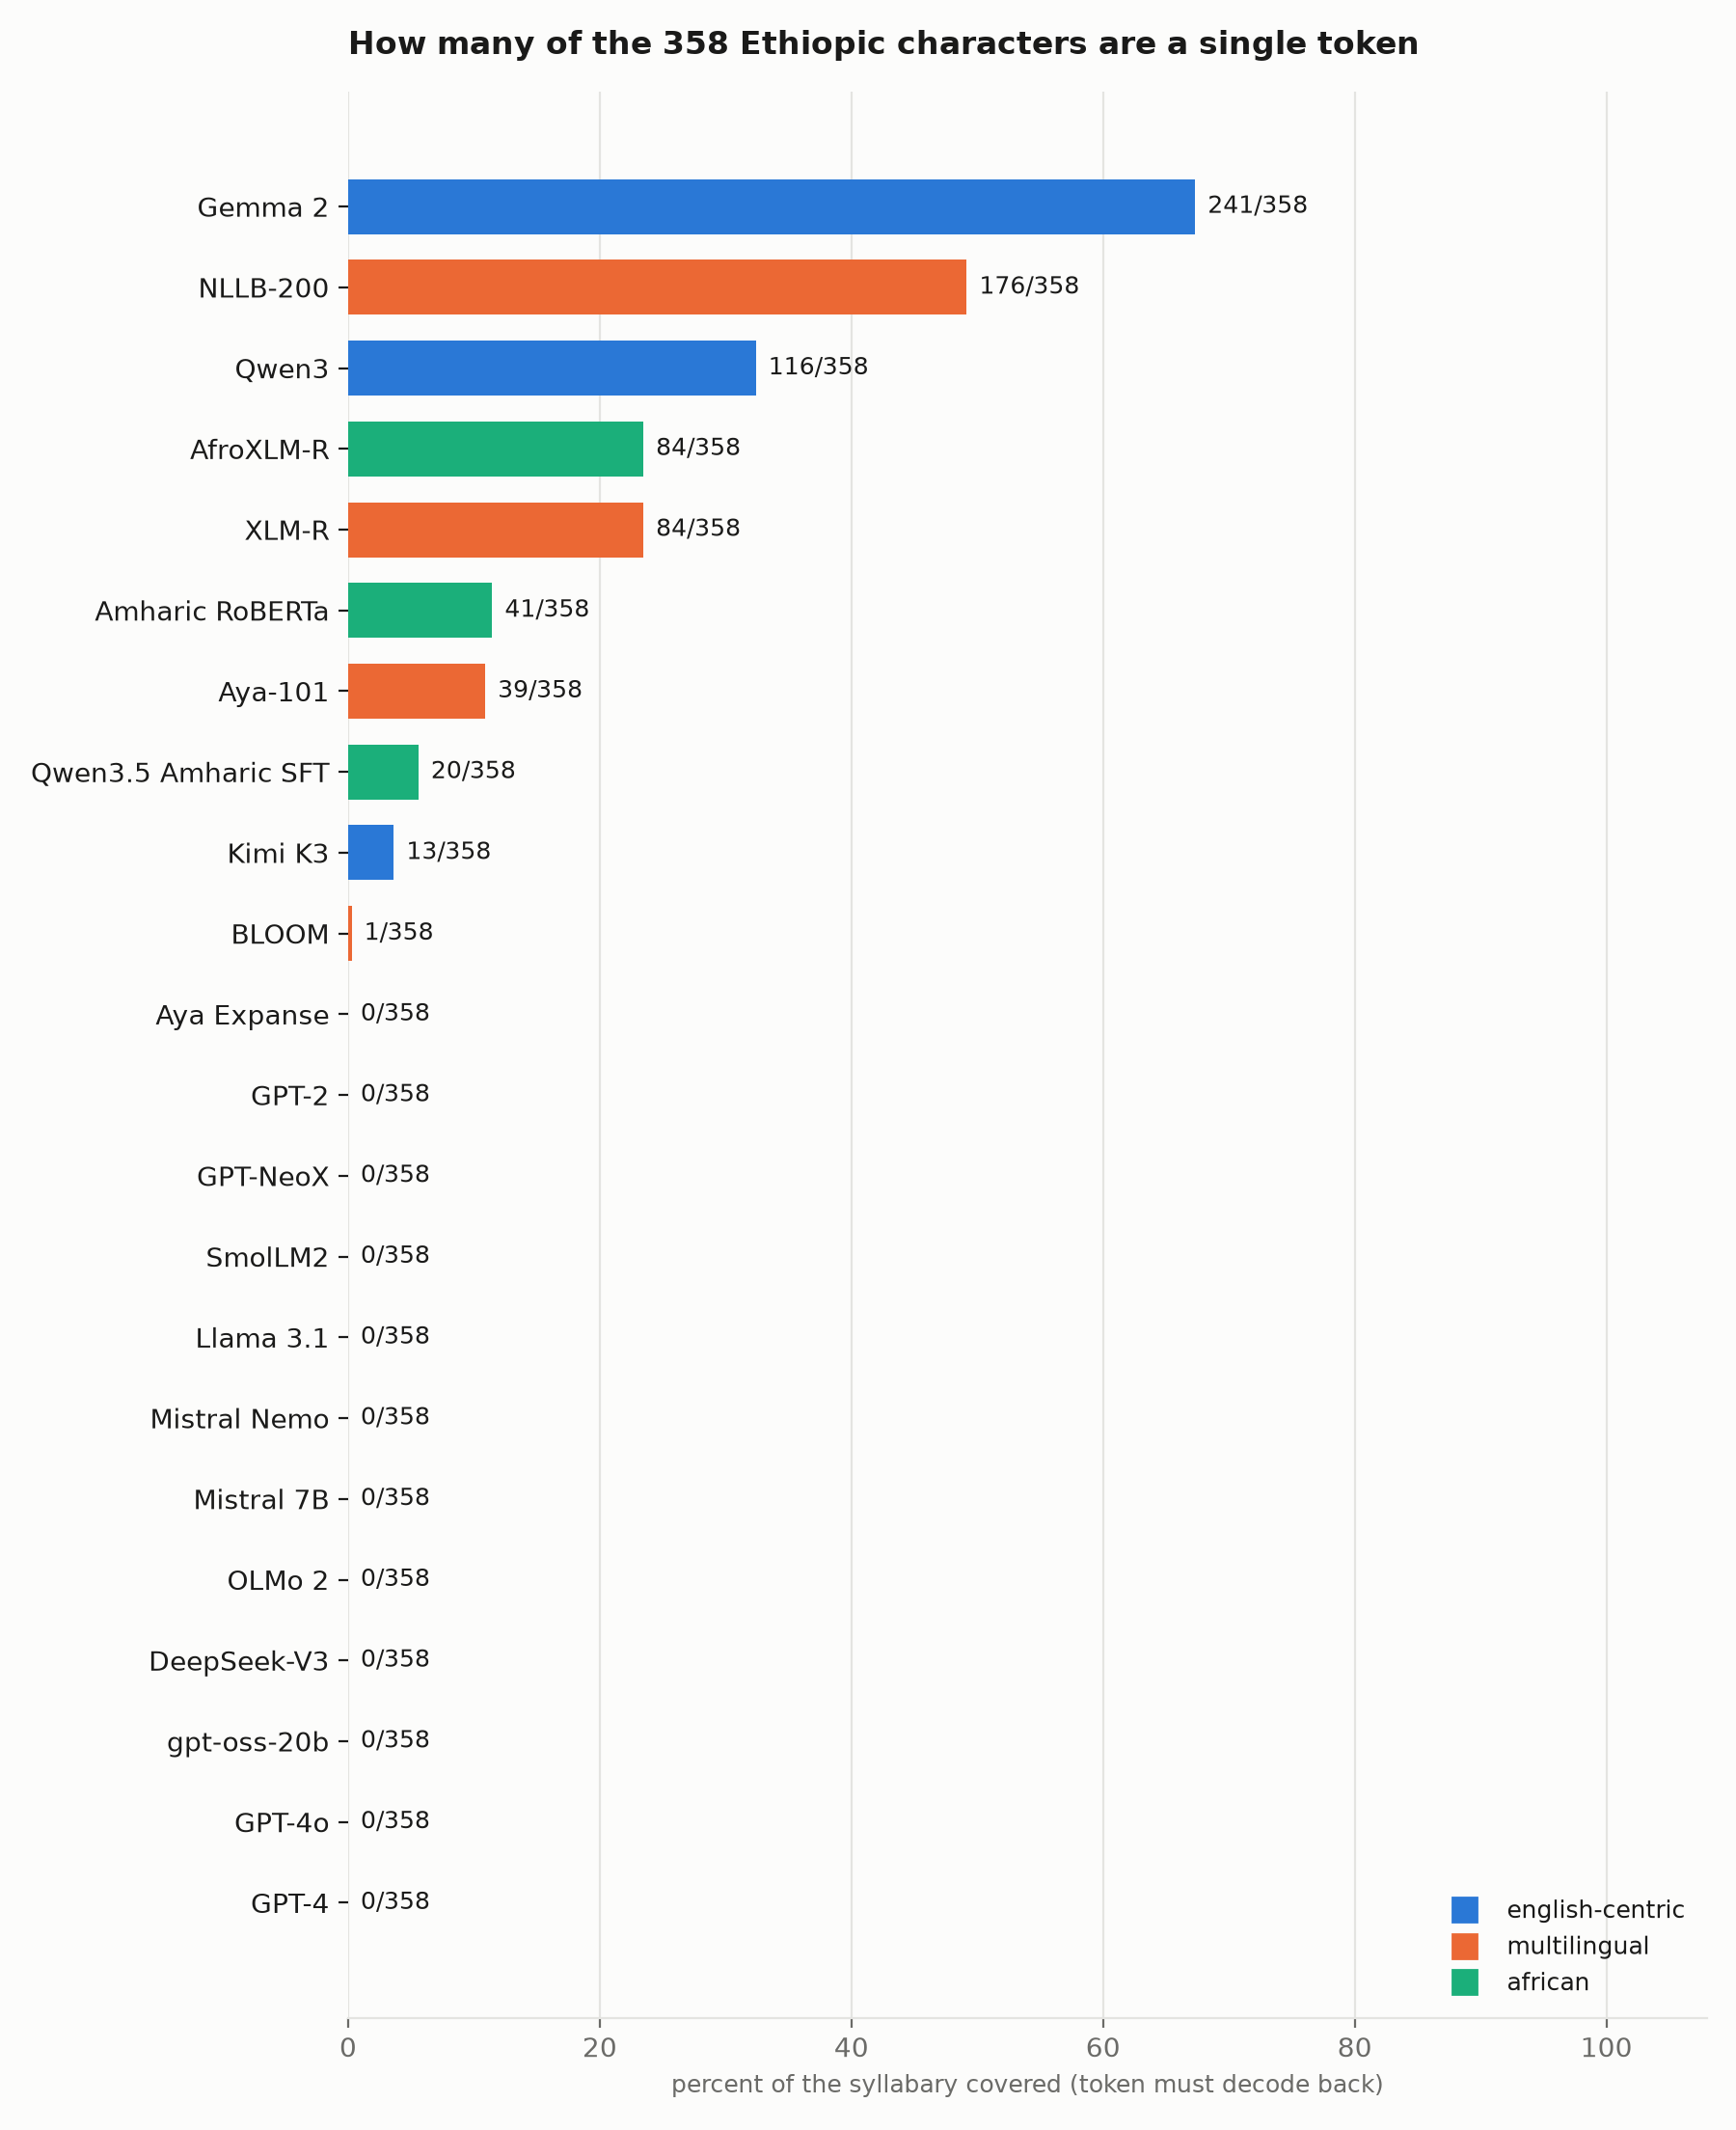 How many of the 358 Ethiopic characters are a single token
Gemma 2 241/358
NLLB-200 176/358
Qwen3 116/358
AfroXLM-R 84/358
XLM-R 84/358
Amharic RoBERTa 41/358
Aya-101 39/358
Qwen3.5 Amharic SFT 20/358
Kimi K3 13/358
BLOOM 1/358
Aya Expanse 0/358
GPT-2 0/358
GPT-NeoX 0/358
SmolLM2 0/358
Llama 3.1 0/358
Mistral Nemo 0/358
Mistral 7B 0/358
OLMo 2 0/358
DeepSeek-V3 0/358
gpt-oss-20b 0/358
GPT-4o 0/358
GPT-4 0/358
english-centric
multilingual
african
0 20 40 60 80 100
percent of the syllabary covered (token must decode back)